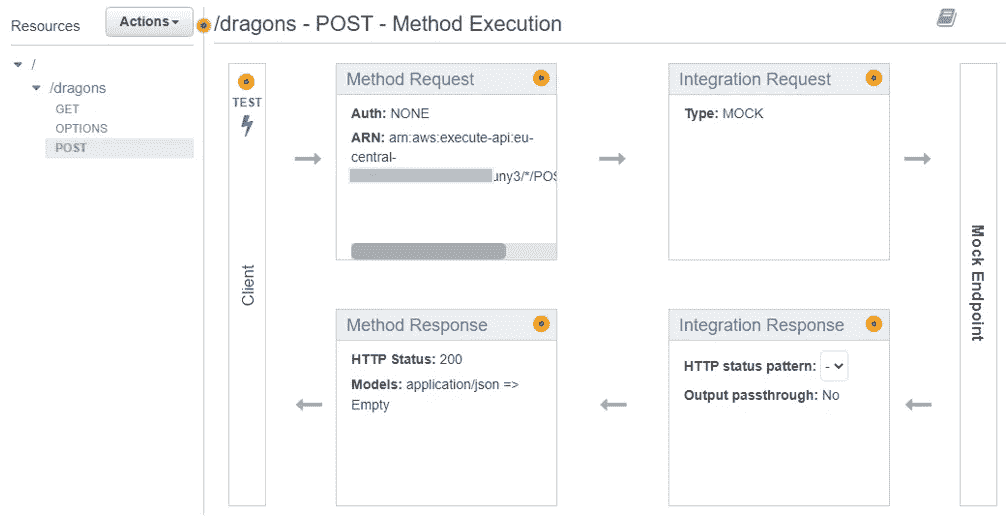 Resources
Actions
/dragons - POST - Method Execution
/
/dragons
GET
OPTIONS
POST
TEST
Client
Method Request
Auth: NONE
ARN: arn:aws:execute-api:eu-
central-
uny3/*/POS
Integration Request
Type: MOCK
Mock Endpoint
Method Response
HTTP Status: 200
Models: application/json =>
Empty
Integration Response
HTTP status pattern: -
Output passthrough: No